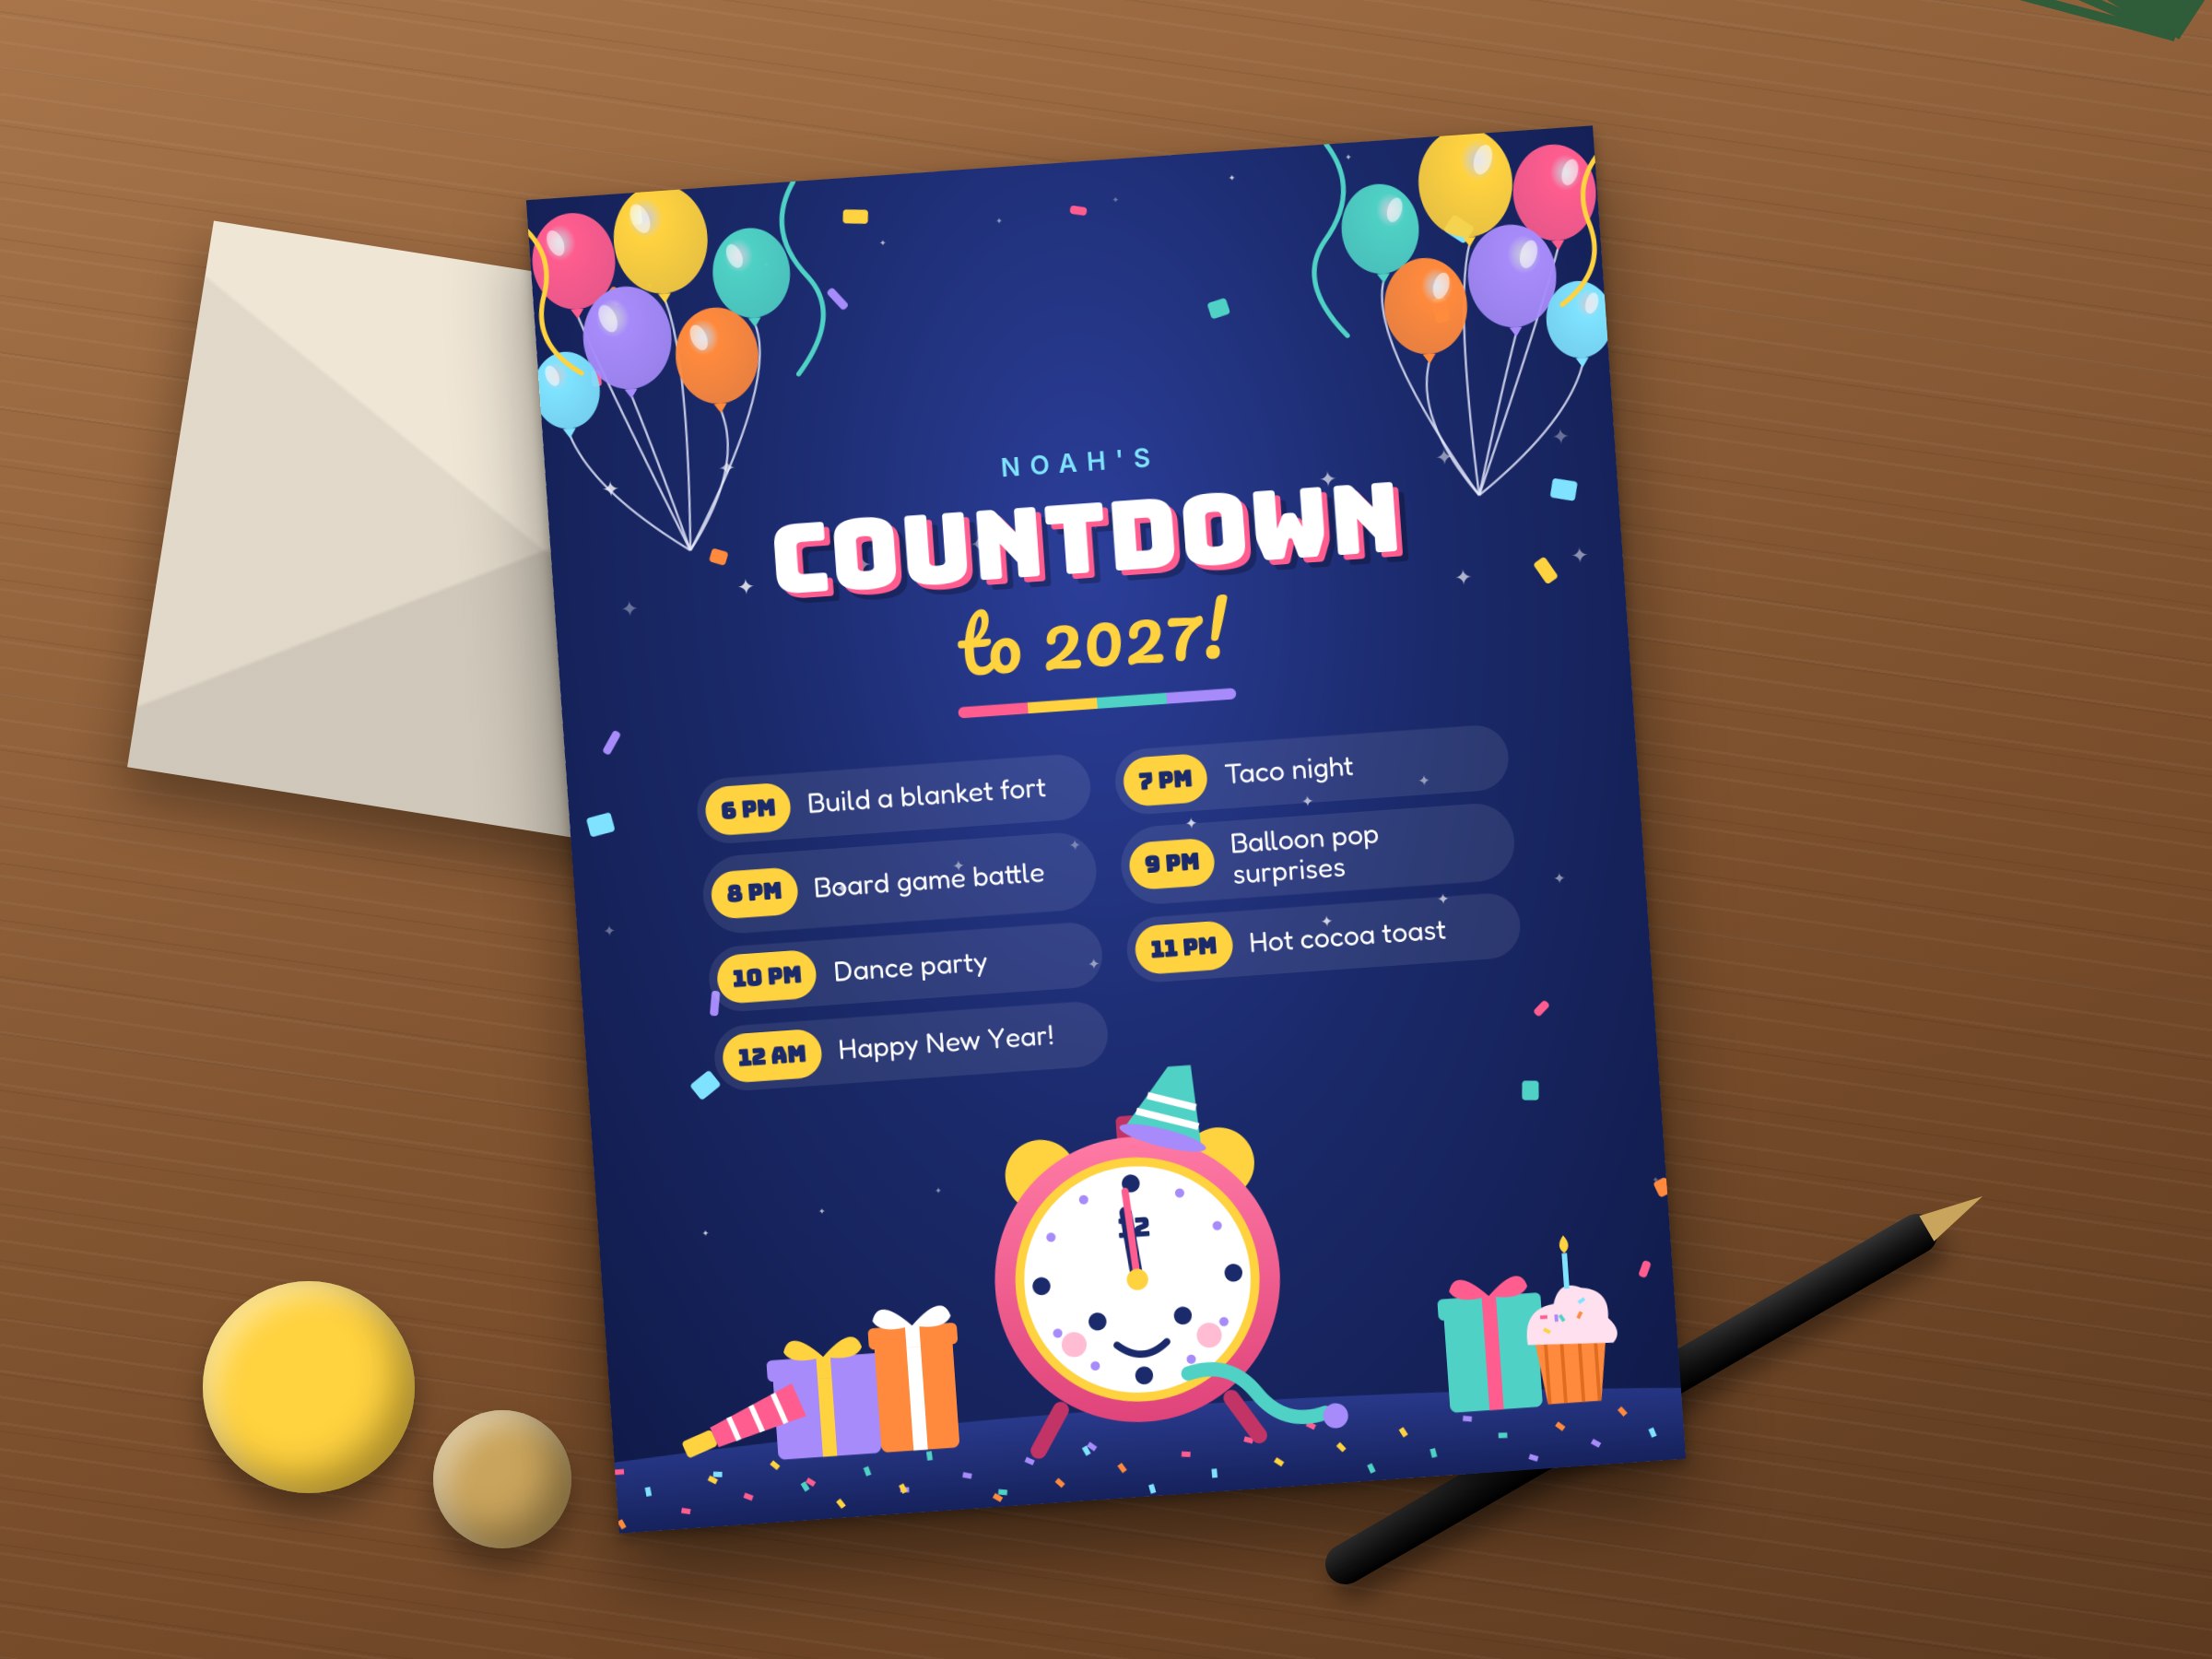 NOAH'S
COUNTDOWN
to 2027!
6 PM Build a blanket fort
7 PM Taco night
8 PM Board game battle
9 PM Balloon pop
surprises
10 PM Dance party
11 PM Hot cocoa toast
12 AM Happy New Year!
12